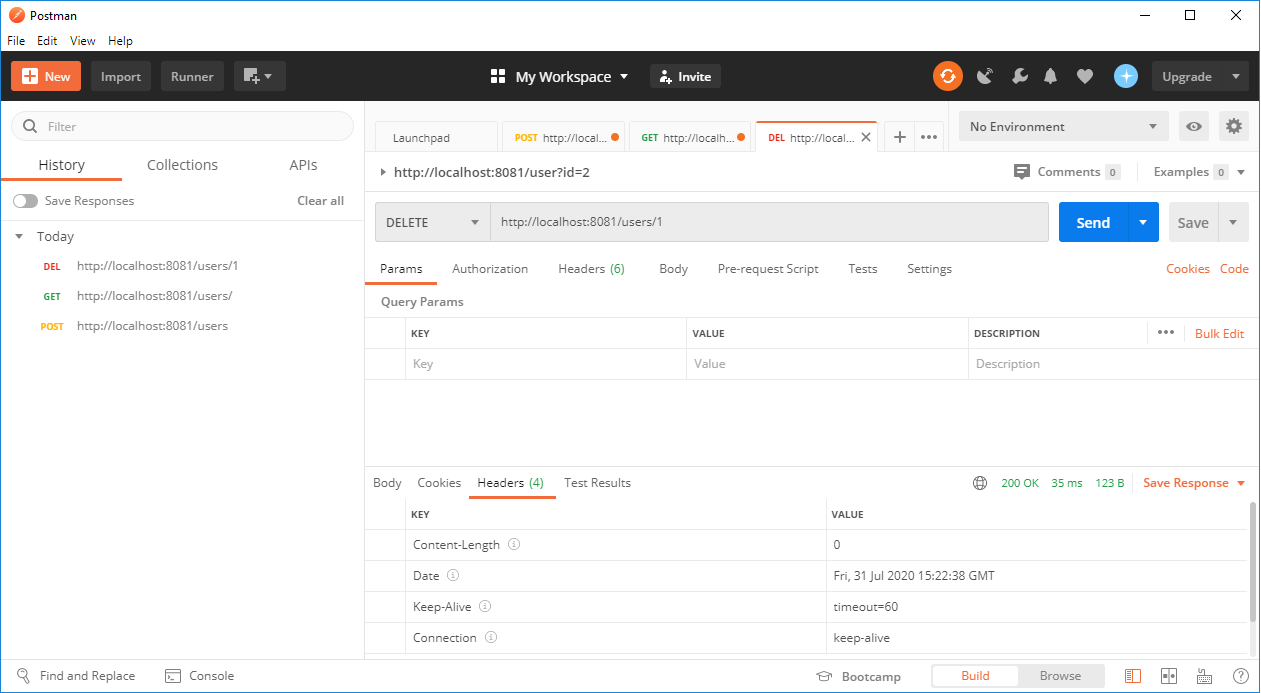 Postman
File Edit View Help
New Import Runner My Workspace Invite Upgrade
Filter
History Collections APIs
Save Responses Clear all
Today
DEL http://localhost:8081/users/1
GET http://localhost:8081/users/
POST http://localhost:8081/users
Launchpad POST http://local... GET http://localh... DEL http://local... No Environment
http://localhost:8081/user?id=2 Comments 0 Examples 0
DELETE http://localhost:8081/users/1 Send Save
Params Authorization Headers (6) Body Pre-request Script Tests Settings Cookies Code
Query Params
KEY VALUE DESCRIPTION Bulk Edit
Key Value Description
Body Cookies Headers (4) Test Results 200 OK 35 ms 123 B Save Response
KEY VALUE
Content-Length 0
Date Fri, 31 Jul 2020 15:22:38 GMT
Keep-Alive timeout=60
Connection keep-alive
Find and Replace Console Bootcamp Build Browse